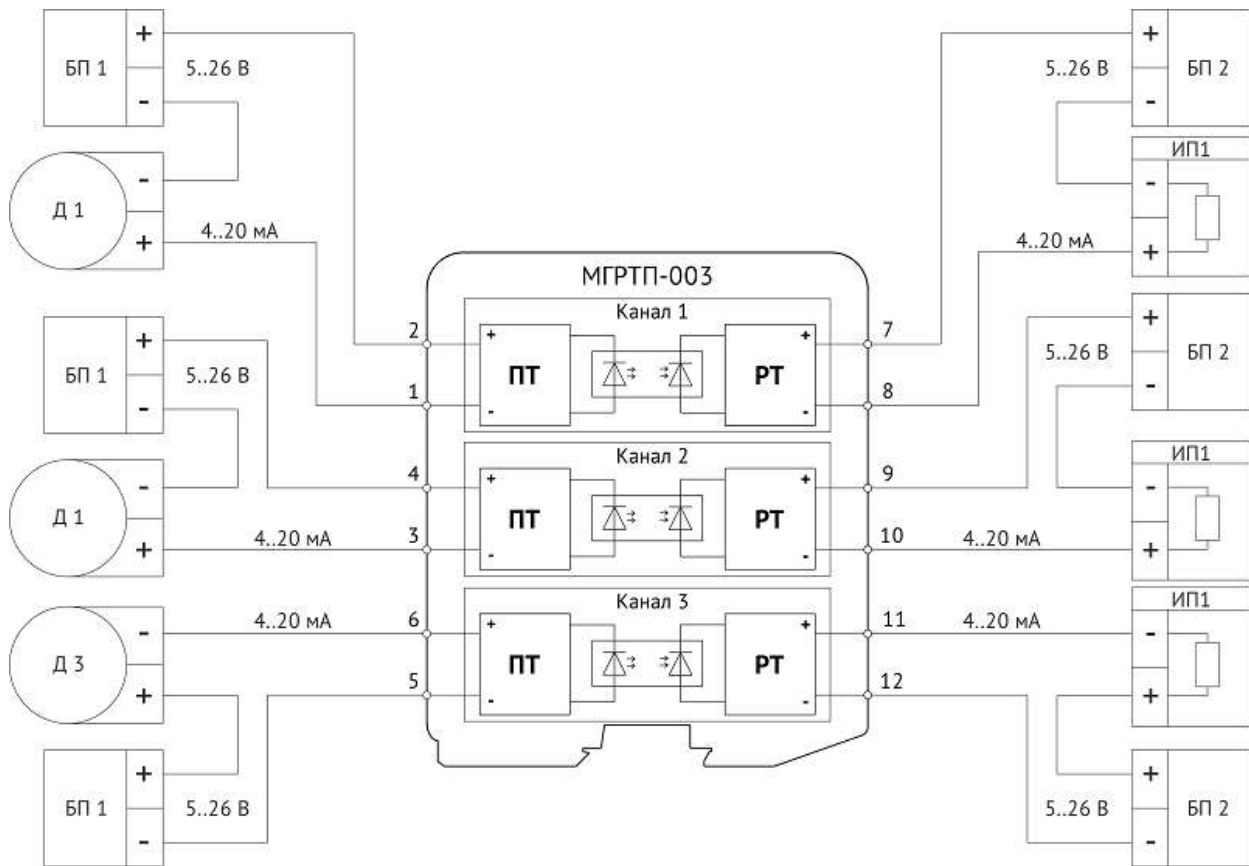 +
БП 1
5..26 В
-
-
Д 1
+
4..20 мА
+
БП 1
5..26 В
-
-
Д 1
+
4..20 мА
-
4..20 мА
Д 3
+
+
БП 1
5..26 В
-
МГРТП-003
Канал 1
2
+
ПТ
1
-
+
РТ
-
7
8
Канал 2
4
+
ПТ
3
-
+
РТ
-
9
10
Канал 3
6
+
ПТ
5
-
+
РТ
-
11
12
+
5..26 В
БП 2
-
ИП1
-
4..20 мА
+
+
5..26 В
БП 2
-
ИП1
-
4..20 мА
+
ИП1
4..20 мА
-
+
+
5..26 В
БП 2
-